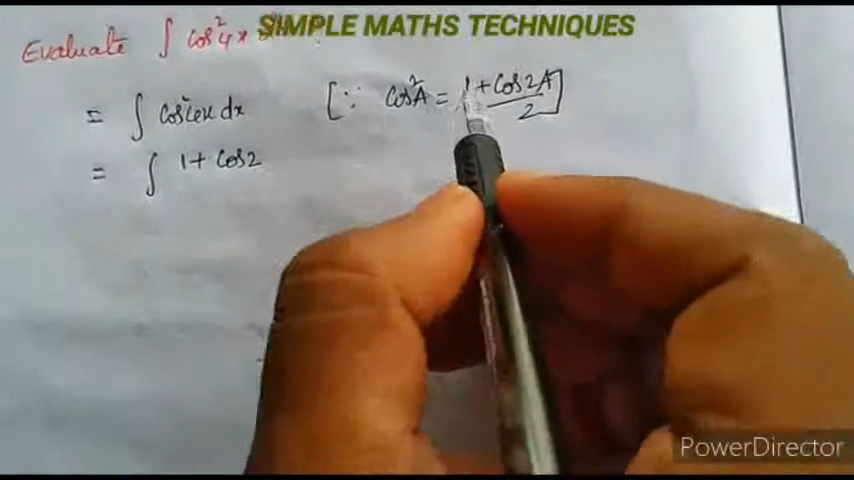 SIMPLE MATHS TECHNIQUES
Evaluate ∫ cos²4x
= ∫ cos²4x dx [∵ cos²A = (1 + cos2A)/2]
= ∫ 1 + cos2
PowerDirector